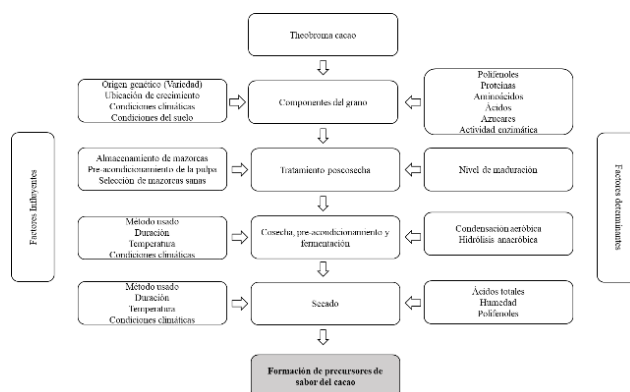 Theobroma cacao
Origen genético (Variedad)
Ubicación de crecimiento
Condiciones climáticas
Condiciones del suelo
Componentes del grano
Polifenoles
Proteínas
Aminoácidos
Ácidos
Azucares
Actividad enzimática
Factores Influyentes
Almacenamiento de mazorcas
Pre-acondicionamiento de la pulpa
Selección de mazorcas sanas
Tratamiento poscosecha
Nivel de maduración
Factores determinantes
Método usado
Duración
Temperatura
Condiciones climáticas
Cosecha, pre-acondicionamiento y
fermentación
Condensación aeróbica
Hidrólisis anaeróbica
Método usado
Duración
Temperatura
Condiciones climáticas
Secado
Ácidos totales
Humedad
Polifenoles
Formación de precursores de
sabor del cacao